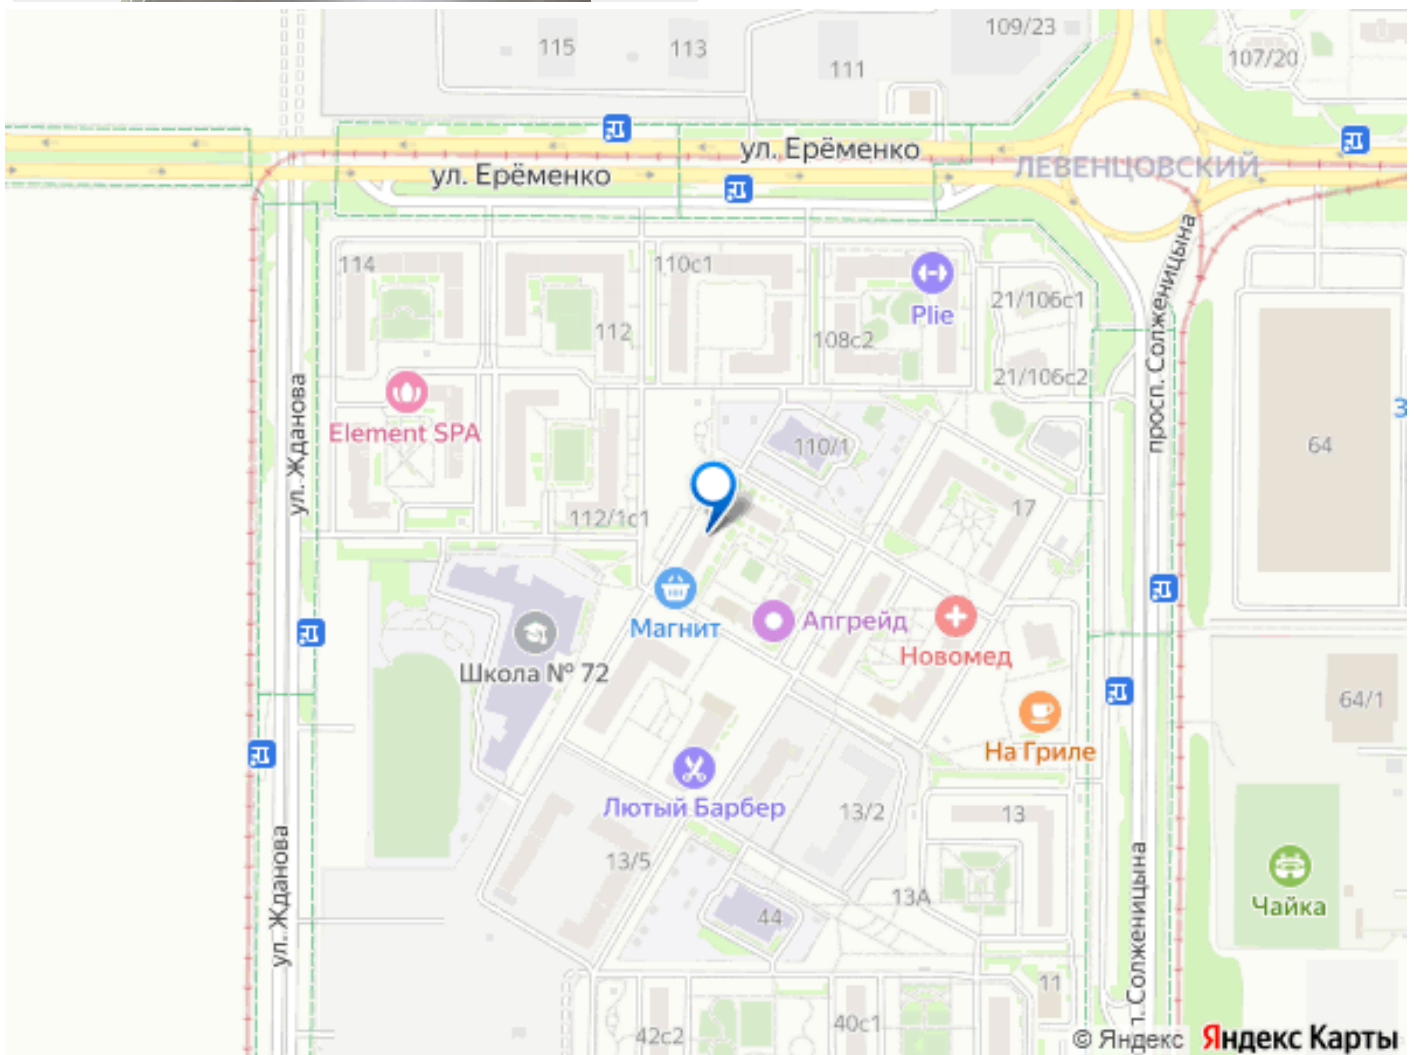 109/23
115
113
111
107/20
ул. Ерёменко
ЛЕВЕНЦОВСКИЙ
ул. Ерёменко
просп. Солженицына
114
110с1
112
108с2
Plie
21/106с1
21/106с2
ул. Жданова
Element SPA
З
64
110/1
17
112/1с1
Магнит
Апгрейд
Новомед
Школа № 72
64/1
На Гриле
Лютый Барбер
13/2
13
ул. Жданова
13/5
13А
44
Чайка
п. Солженицына
11
42с2
40с1
© Яндекс Яндекс Карты